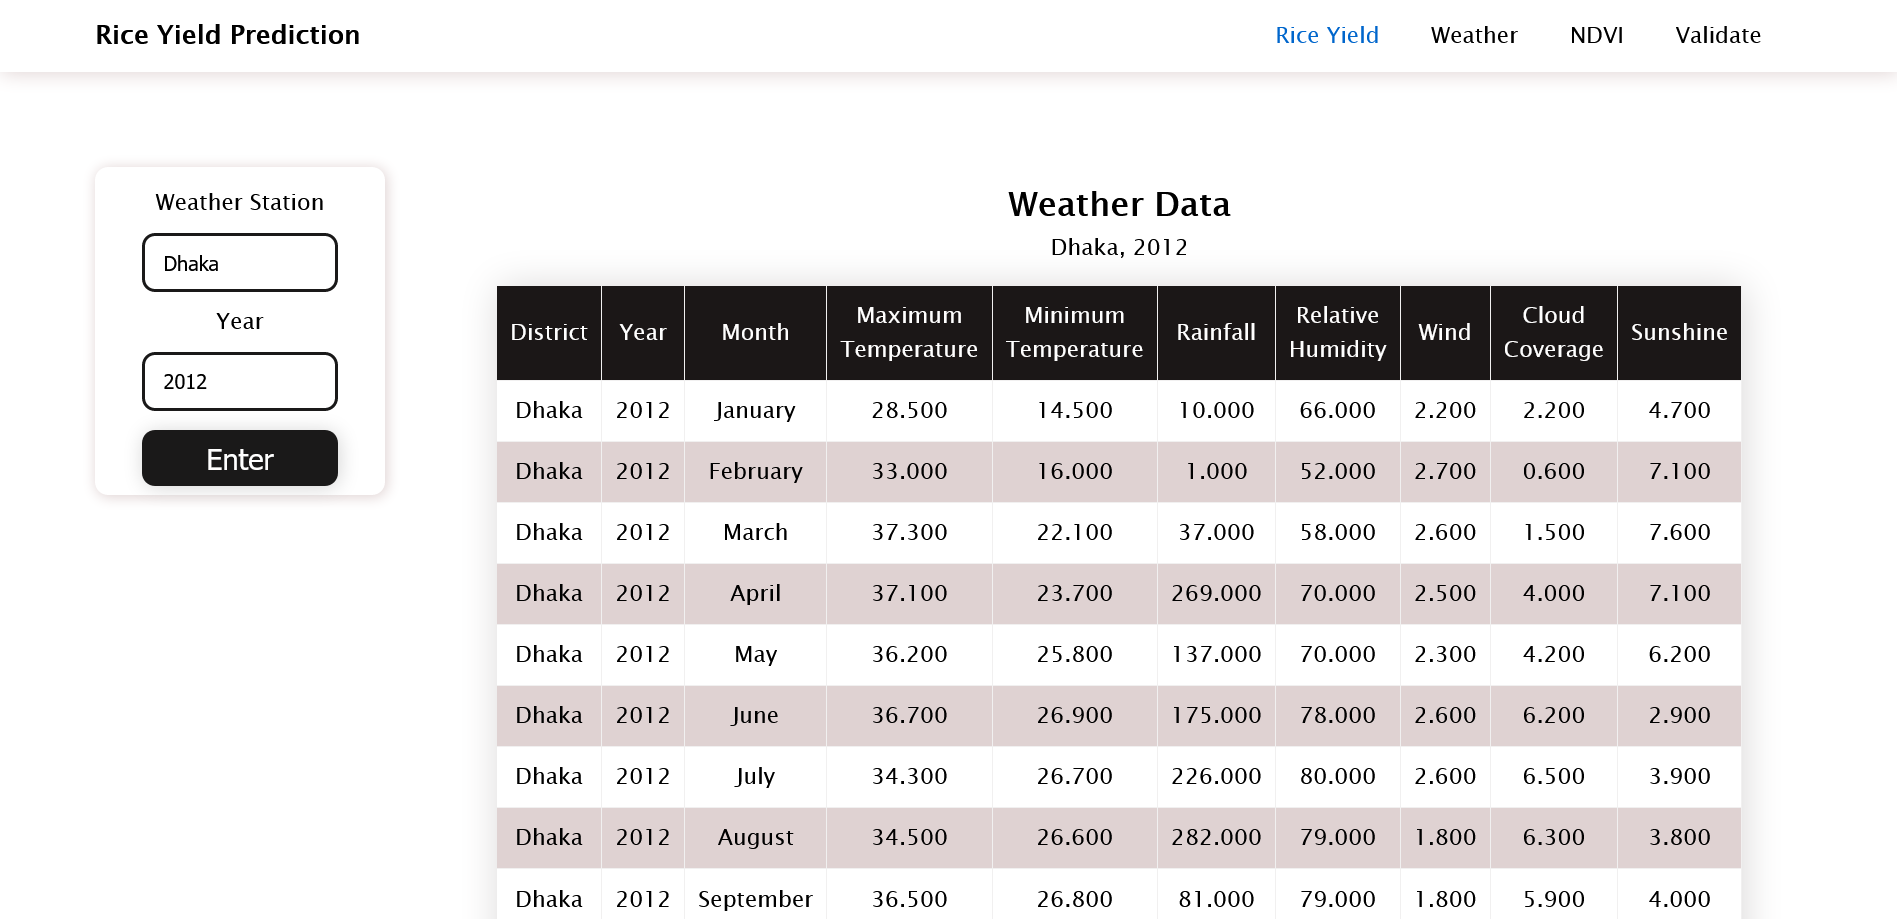 Rice Yield Prediction Rice Yield Weather NDVI Validate
Weather Station
Dhaka
Year
2012
Enter
Weather Data
Dhaka, 2012
District Year Month Maximum Temperature Minimum Temperature Rainfall Relative Humidity Wind Cloud Coverage Sunshine
Dhaka 2012 January 28.500 14.500 10.000 66.000 2.200 2.200 4.700
Dhaka 2012 February 33.000 16.000 1.000 52.000 2.700 0.600 7.100
Dhaka 2012 March 37.300 22.100 37.000 58.000 2.600 1.500 7.600
Dhaka 2012 April 37.100 23.700 269.000 70.000 2.500 4.000 7.100
Dhaka 2012 May 36.200 25.800 137.000 70.000 2.300 4.200 6.200
Dhaka 2012 June 36.700 26.900 175.000 78.000 2.600 6.200 2.900
Dhaka 2012 July 34.300 26.700 226.000 80.000 2.600 6.500 3.900
Dhaka 2012 August 34.500 26.600 282.000 79.000 1.800 6.300 3.800
Dhaka 2012 September 36.500 26.800 81.000 79.000 1.800 5.900 4.000